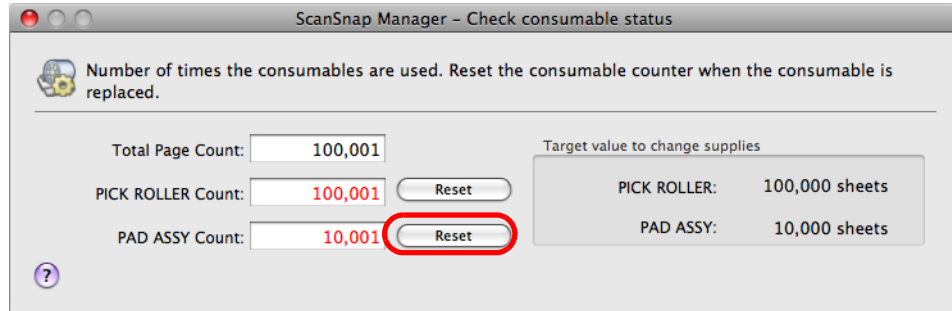 ScanSnap Manager – Check consumable status
Number of times the consumables are used. Reset the consumable counter when the consumable is
replaced.
Total Page Count: 100,001
PICK ROLLER Count: 100,001 Reset
PAD ASSY Count: 10,001 Reset
Target value to change supplies
PICK ROLLER: 100,000 sheets
PAD ASSY: 10,000 sheets
?